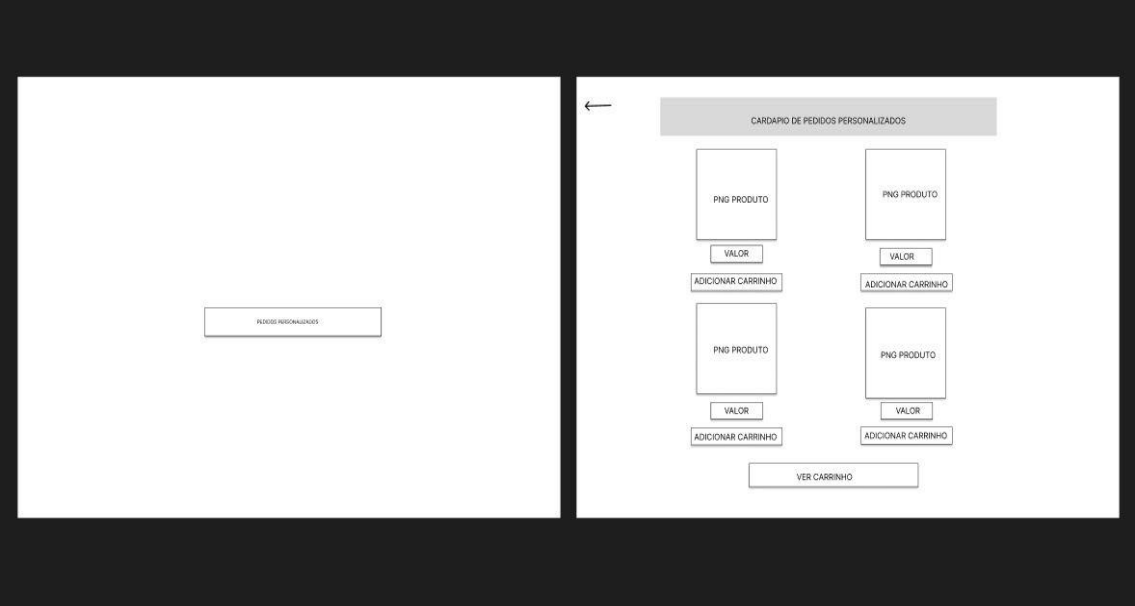 PEDIDOS PERSONALIZADOS
CARDAPIO DE PEDIDOS PERSONALIZADOS
PNG PRODUTO
PNG PRODUTO
VALOR
VALOR
ADICIONAR CARRINHO
ADICIONAR CARRINHO
PNG PRODUTO
PNG PRODUTO
VALOR
VALOR
ADICIONAR CARRINHO
ADICIONAR CARRINHO
VER CARRINHO